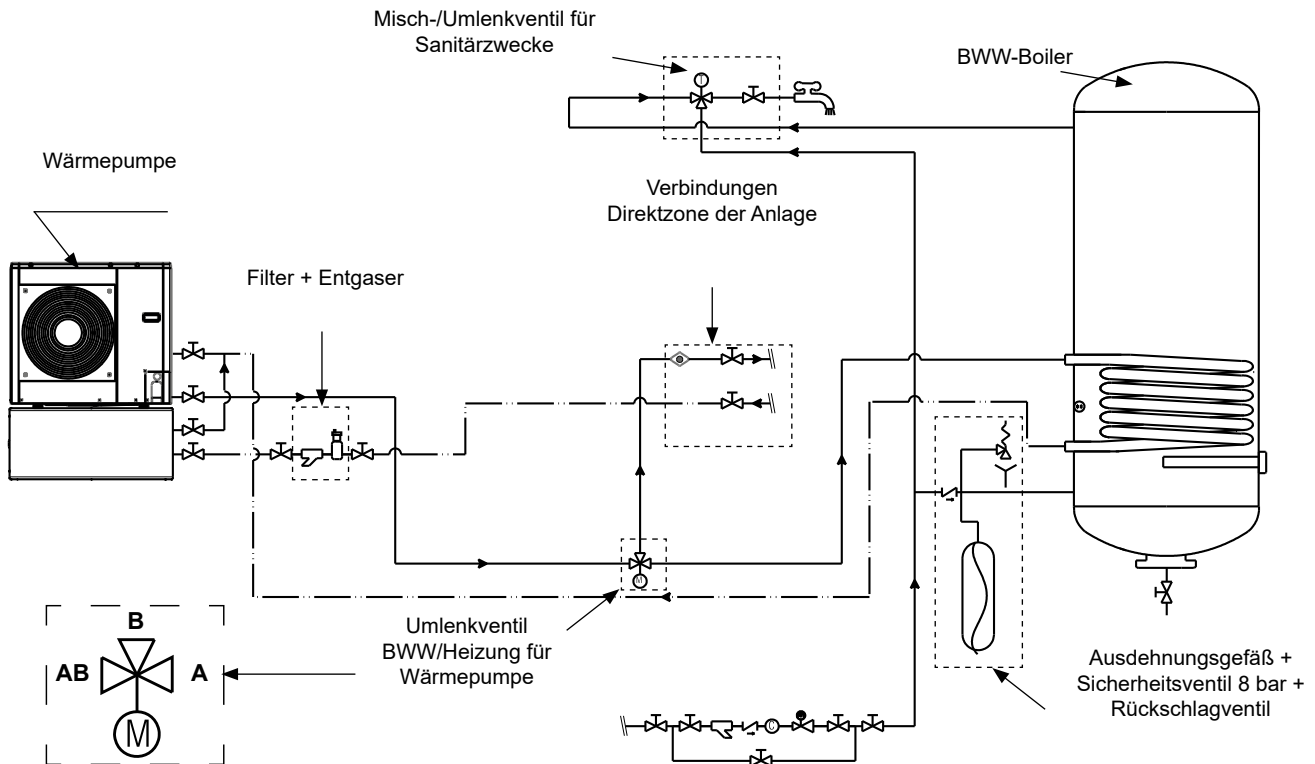 Misch-/Umlenkventil für
Sanitärzwecke
BWW-Boiler
T
Wärmepumpe
Verbindungen
Direktzone der Anlage
Filter + Entgaser
M
B
AB
A
M
Umlenkventil
BWW/Heizung für
Wärmepumpe
Ausdehnungsgefäß +
Sicherheitsventil 8 bar +
Rückschlagventil
C